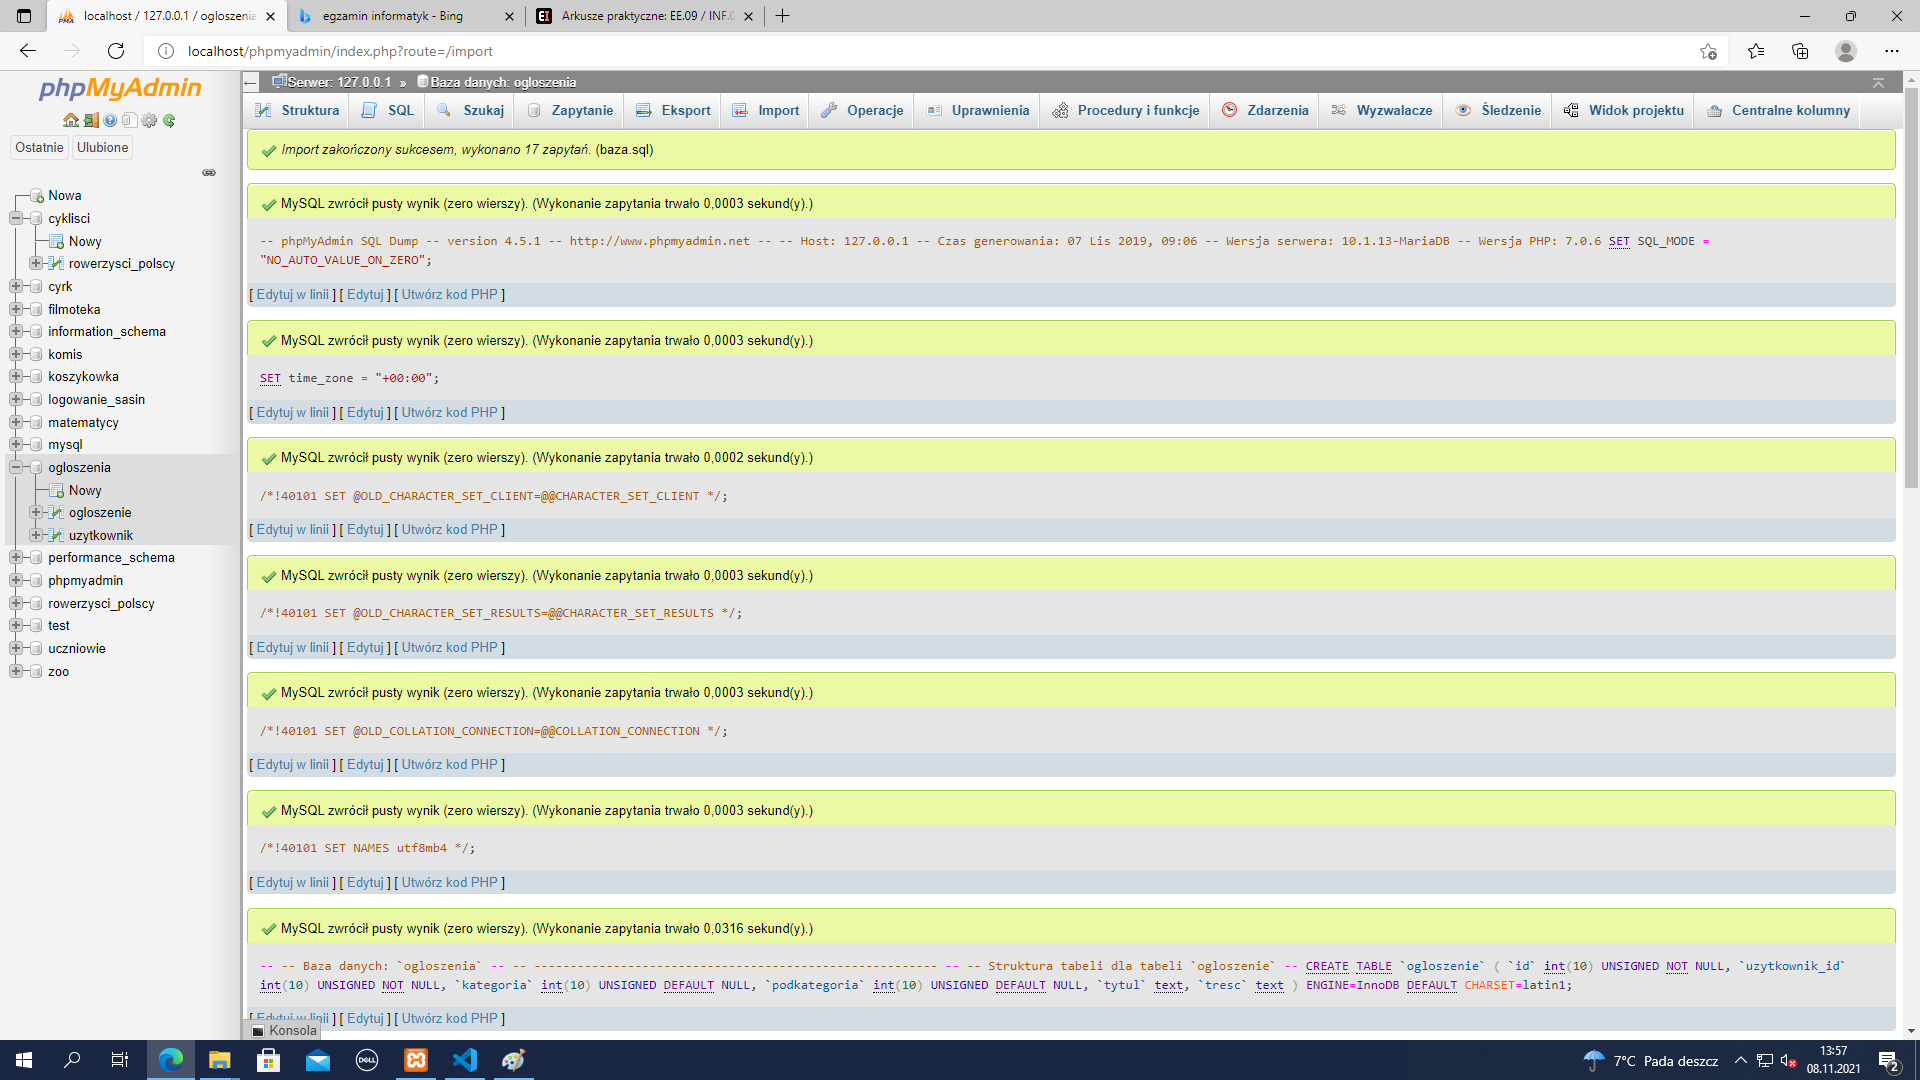 localhost / 127.0.0.1 / ogloszenia
egzamin informatyk - Bing
Arkusze praktyczne: EE.09 / INF.0
localhost/phpmyadmin/index.php?route=/import
phpMyAdmin
Ostatnie
Ulubione
Nowa
cyklisci
Nowy
rowerzysci_polscy
cyrk
filmoteka
information_schema
komis
koszykowka
logowanie_sasin
matematycy
mysql
ogloszenia
Nowy
ogloszenie
uzytkownik
performance_schema
phpmyadmin
rowerzysci_polscy
test
uczniowie
zoo
Serwer: 127.0.0.1 » Baza danych: ogloszenia
Struktura SQL Szukaj Zapytanie Eksport Import Operacje Uprawnienia Procedury i funkcje Zdarzenia Wyzwalacze Śledzenie Widok projektu Centralne kolumny
Import zakończony sukcesem, wykonano 17 zapytań. (baza.sql)
MySQL zwrócił pusty wynik (zero wierszy). (Wykonanie zapytania trwało 0,0003 sekund(y).)
-- phpMyAdmin SQL Dump -- version 4.5.1 -- http://www.phpmyadmin.net -- -- Host: 127.0.0.1 -- Czas generowania: 07 Lis 2019, 09:06 -- Wersja serwera: 10.1.13-MariaDB -- Wersja PHP: 7.0.6 SET SQL_MODE =
"NO_AUTO_VALUE_ON_ZERO";
[ Edytuj w linii ] [ Edytuj ] [ Utwórz kod PHP ]
MySQL zwrócił pusty wynik (zero wierszy). (Wykonanie zapytania trwało 0,0003 sekund(y).)
SET time_zone = "+00:00";
[ Edytuj w linii ] [ Edytuj ] [ Utwórz kod PHP ]
MySQL zwrócił pusty wynik (zero wierszy). (Wykonanie zapytania trwało 0,0002 sekund(y).)
/*!40101 SET @OLD_CHARACTER_SET_CLIENT=@@CHARACTER_SET_CLIENT */;
[ Edytuj w linii ] [ Edytuj ] [ Utwórz kod PHP ]
MySQL zwrócił pusty wynik (zero wierszy). (Wykonanie zapytania trwało 0,0003 sekund(y).)
/*!40101 SET @OLD_CHARACTER_SET_RESULTS=@@CHARACTER_SET_RESULTS */;
[ Edytuj w linii ] [ Edytuj ] [ Utwórz kod PHP ]
MySQL zwrócił pusty wynik (zero wierszy). (Wykonanie zapytania trwało 0,0003 sekund(y).)
/*!40101 SET @OLD_COLLATION_CONNECTION=@@COLLATION_CONNECTION */;
[ Edytuj w linii ] [ Edytuj ] [ Utwórz kod PHP ]
MySQL zwrócił pusty wynik (zero wierszy). (Wykonanie zapytania trwało 0,0003 sekund(y).)
/*!40101 SET NAMES utf8mb4 */;
[ Edytuj w linii ] [ Edytuj ] [ Utwórz kod PHP ]
MySQL zwrócił pusty wynik (zero wierszy). (Wykonanie zapytania trwało 0,0316 sekund(y).)
-- -- Baza danych: `ogloszenia` -- -- -------------------------------------------------------- -- -- Struktura tabeli dla tabeli `ogloszenie` -- CREATE TABLE `ogloszenie` ( `id` int(10) UNSIGNED NOT NULL, `uzytkownik_id`
int(10) UNSIGNED NOT NULL, `kategoria` int(10) UNSIGNED DEFAULT NULL, `podkategoria` int(10) UNSIGNED DEFAULT NULL, `tytul` text, `tresc` text ) ENGINE=InnoDB DEFAULT CHARSET=latin1;
[ Edytuj w linii ] [ Edytuj ] [ Utwórz kod PHP ]
Konsola
DELL
7°C Pada deszcz
13:57
08.11.2021
2